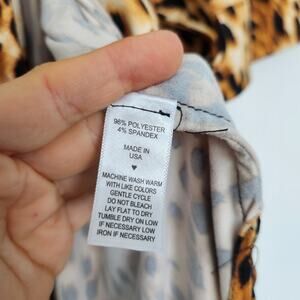 96% POLYESTER
4% SPANDEX
MADE IN
USA
♥
MACHINE WASH WARM
WITH LIKE COLORS
GENTLE CYCLE
DO NOT BLEACH
LAY FLAT TO DRY
TUMBLE DRY ON LOW
IF NECESSARY LOW
IRON IF NECESSARY